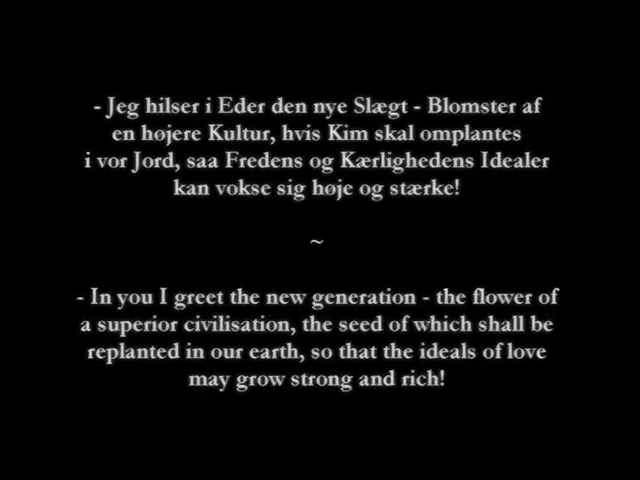 - Jeg hilser i Eder den nye Slægt - Blomster af
en højere Kultur, hvis Kim skal omplantes
i vor Jord, saa Fredens og Kærlighedens Idealer
kan vokse sig høje og stærke!
~
- In you I greet the new generation - the flower of
a superior civilisation, the seed of which shall be
replanted in our earth, so that the ideals of love
may grow strong and rich!